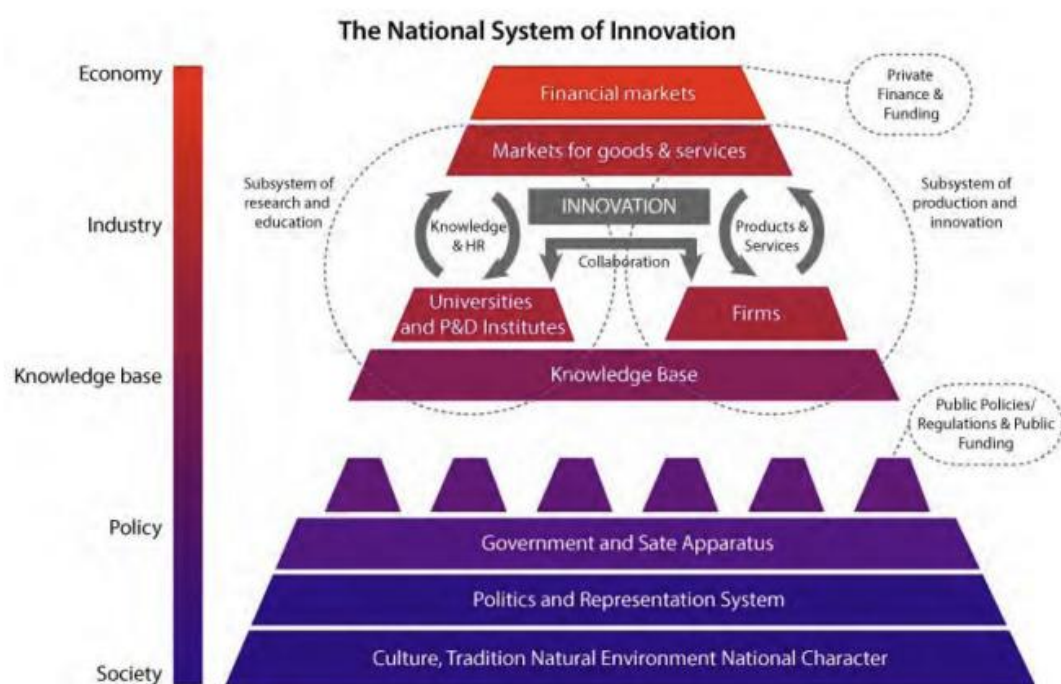 The National System of Innovation
Economy
Financial markets
Private
Finance &
Funding
Markets for goods & services
Subsystem of
research and
education
Subsystem of
production and
innovation
Industry
INNOVATION
Knowledge
& HR
Products &
Services
Collaboration
Universities
and P&D Institutes
Firms
Knowledge base
Knowledge Base
Public Policies/
Regulations & Public
Funding
Policy
Government and Sate Apparatus
Politics and Representation System
Society
Culture, Tradition Natural Environment National Character